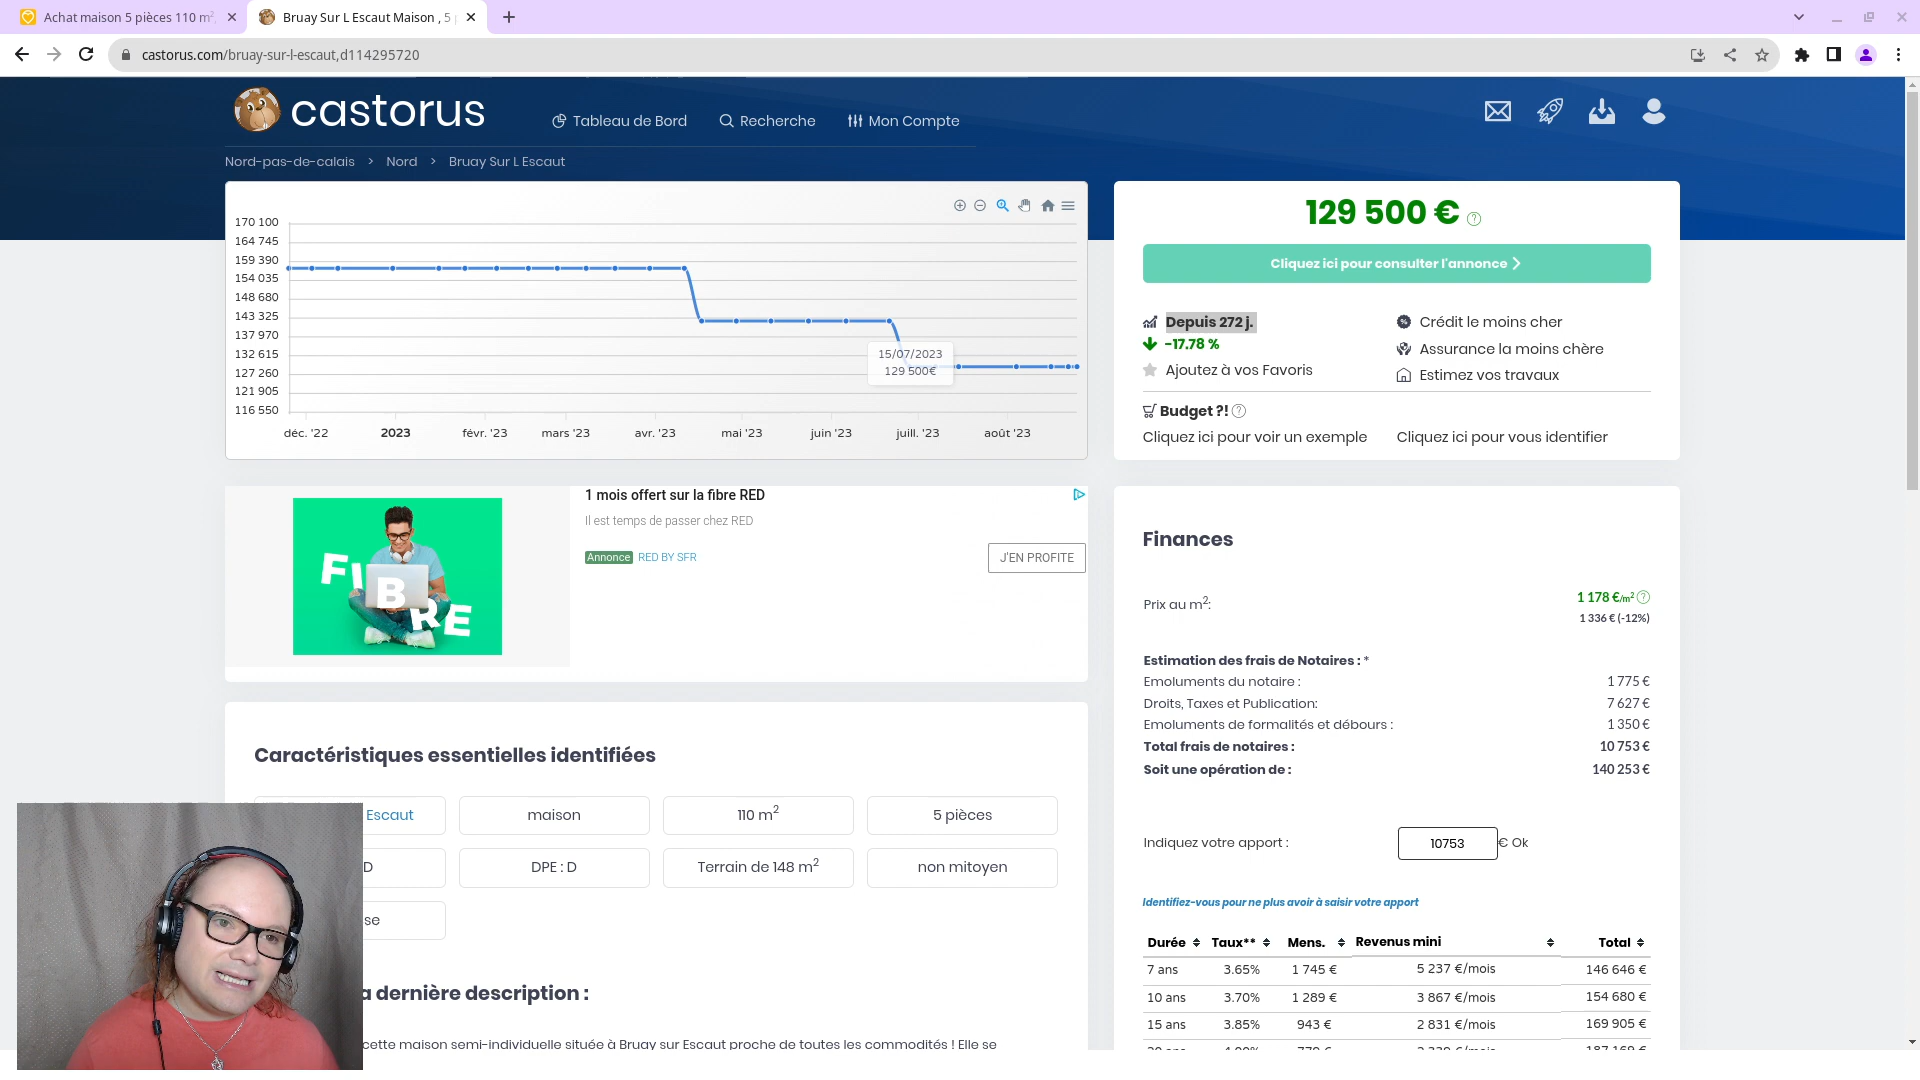 Achat maison 5 pièces 110 m²
Bruay Sur L Escaut Maison , 5
castorus.com/bruay-sur-l-escaut,d114295720
castorus
Tableau de Bord
Recherche
Mon Compte
Nord-pas-de-calais > Nord > Bruay Sur L Escaut
170 100
164 745
159 390
154 035
148 680
143 325
137 970
132 615
127 260
121 905
116 550
15/07/2023
129 500€
déc. '22 2023 févr. '23 mars '23 avr. '23 mai '23 juin '23 juill. '23 août '23
129 500 € ?
Cliquez ici pour consulter l'annonce
Depuis 272 j.
-17.78 %
Ajoutez à vos Favoris
Crédit le moins cher
Assurance la moins chère
Estimez vos travaux
Budget ?! ?
Cliquez ici pour voir un exemple
Cliquez ici pour vous identifier
FIBRE
1 mois offert sur la fibre RED
Il est temps de passer chez RED
Annonce RED BY SFR
J'EN PROFITE
Caractéristiques essentielles identifiées
Escaut
maison
110 m²
5 pièces
D
DPE : D
Terrain de 148 m²
non mitoyen
se
a dernière description :
cette maison semi-individuelle située à Bruay sur Escaut proche de toutes les commodités ! Elle se
Finances
Prix au m²:
1 178 €/m² ?
1 336 € (-12%)
Estimation des frais de Notaires : *
Emoluments du notaire : 1 775 €
Droits, Taxes et Publication: 7 627 €
Emoluments de formalités et débours : 1 350 €
Total frais de notaires : 10 753 €
Soit une opération de : 140 253 €
Indiquez votre apport : 10753 € Ok
Identifiez-vous pour ne plus avoir à saisir votre apport
Durée Taux** Mens. Revenus mini Total
7 ans 3.65% 1 745 € 5 237 €/mois 146 646 €
10 ans 3.70% 1 289 € 3 867 €/mois 154 680 €
15 ans 3.85% 943 € 2 831 €/mois 169 905 €